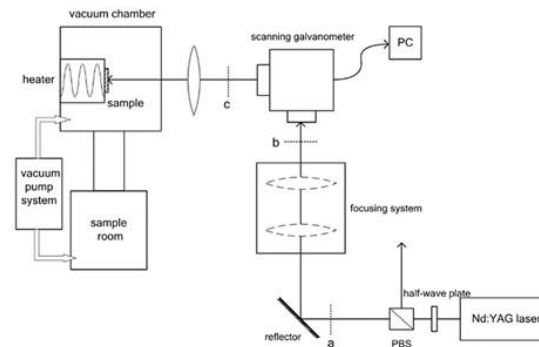 vacuum chamber
scanning galvanometer
PC
heater
sample
c
b
vacuum
pump
system
sample
room
focusing system
half-wave plate
Nd:YAG laser
reflector
a
PBS